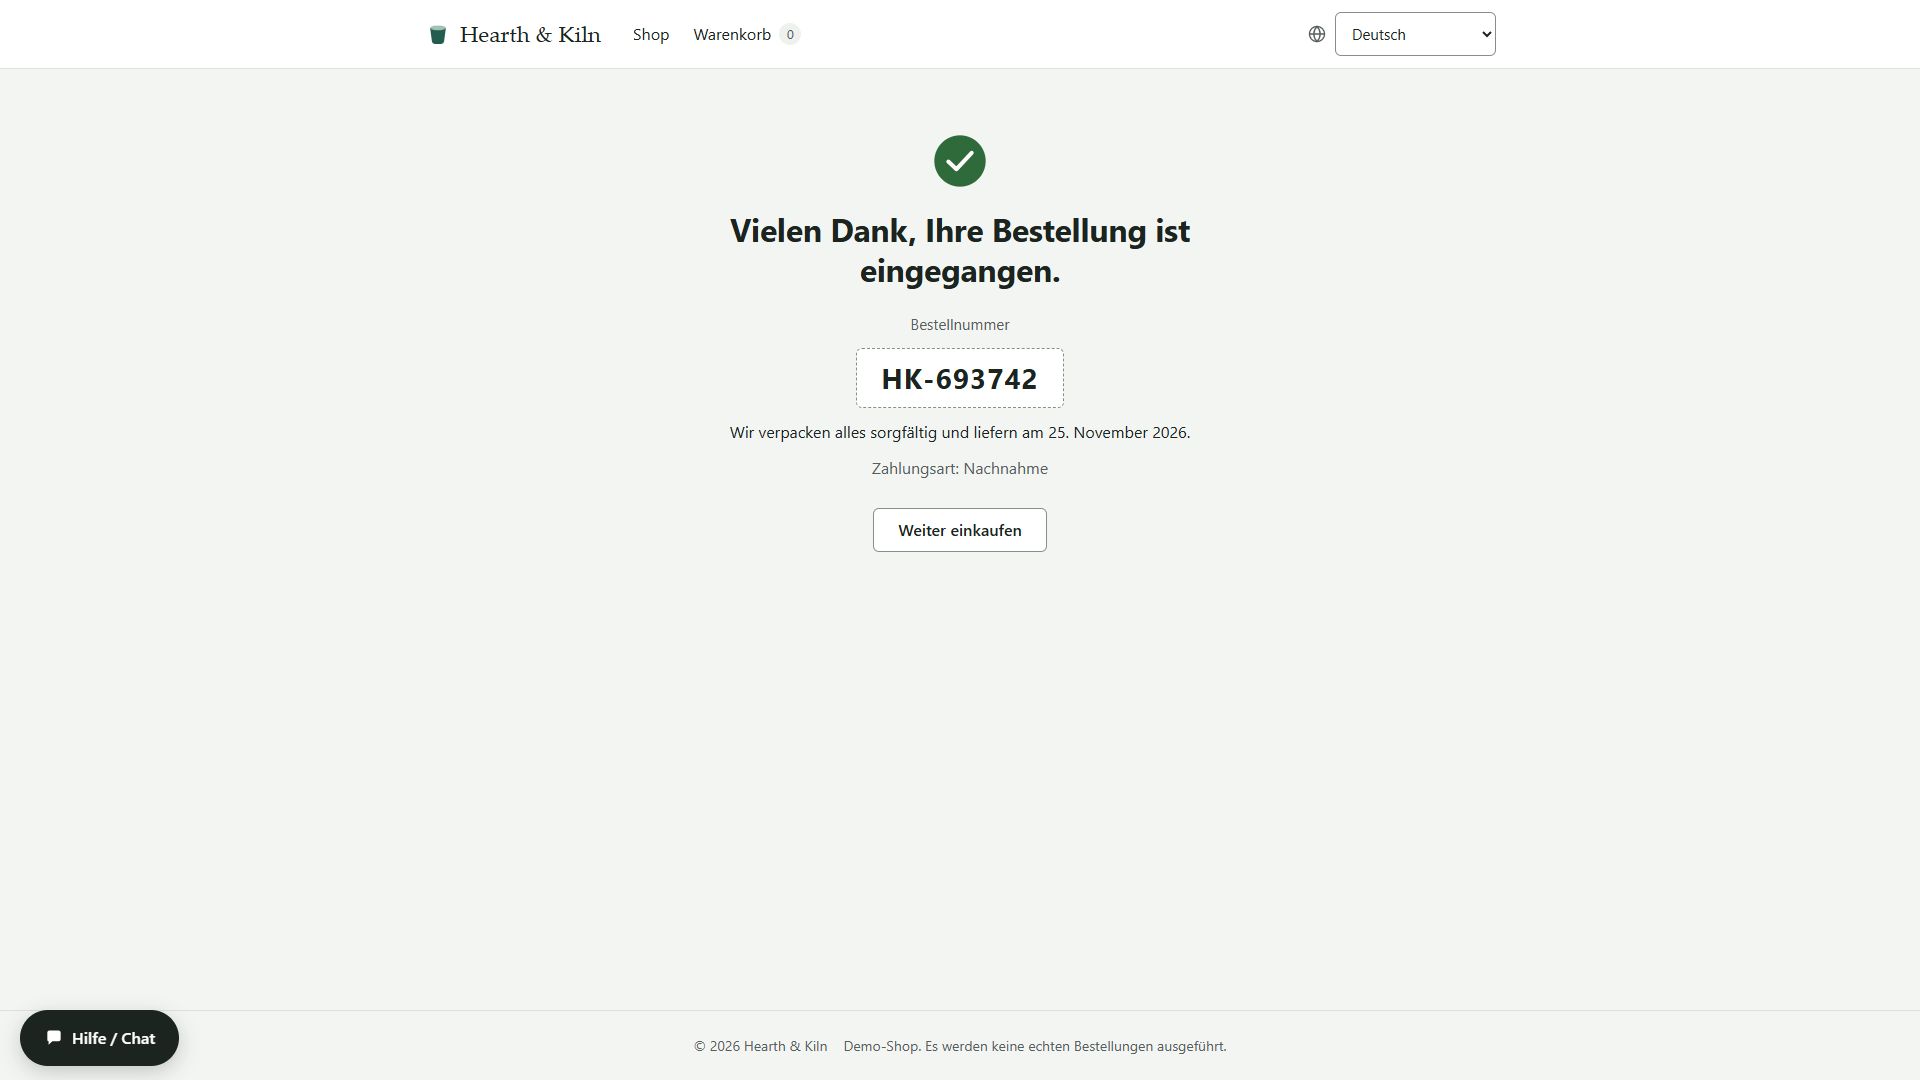 Hearth & Kiln
Shop
Warenkorb 0
Deutsch
Vielen Dank, Ihre Bestellung ist
eingegangen.
Bestellnummer
HK-693742
Wir verpacken alles sorgfältig und liefern am 25. November 2026.
Zahlungsart: Nachnahme
Weiter einkaufen
Hilfe / Chat
© 2026 Hearth & Kiln Demo-Shop. Es werden keine echten Bestellungen ausgeführt.